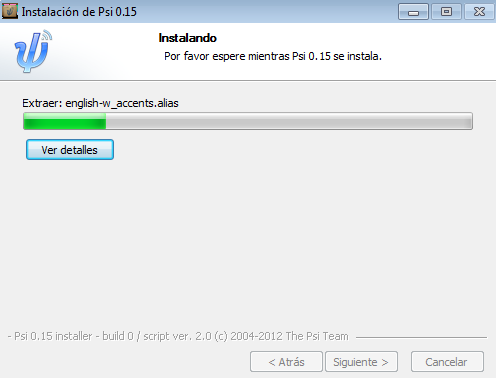 Instalación de Psi 0.15
Instalando
Por favor espere mientras Psi 0.15 se instala.
Extraer: english-w_accents.alias
Ver detalles
- Psi 0.15 installer - build 0 / script ver. 2.0 (c) 2004-2012 The Psi Team
< Atrás Siguiente > Cancelar